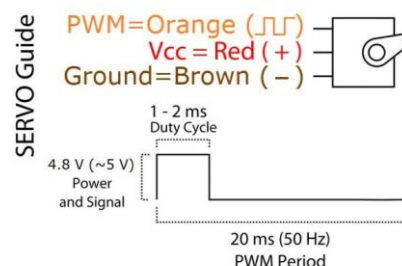 SERVO Guide
PWM=Orange (⎍⎍)
Vcc = Red ( + )
Ground=Brown ( − )
1 - 2 ms
Duty Cycle
4.8 V (~5 V)
Power
and Signal
20 ms (50 Hz)
PWM Period